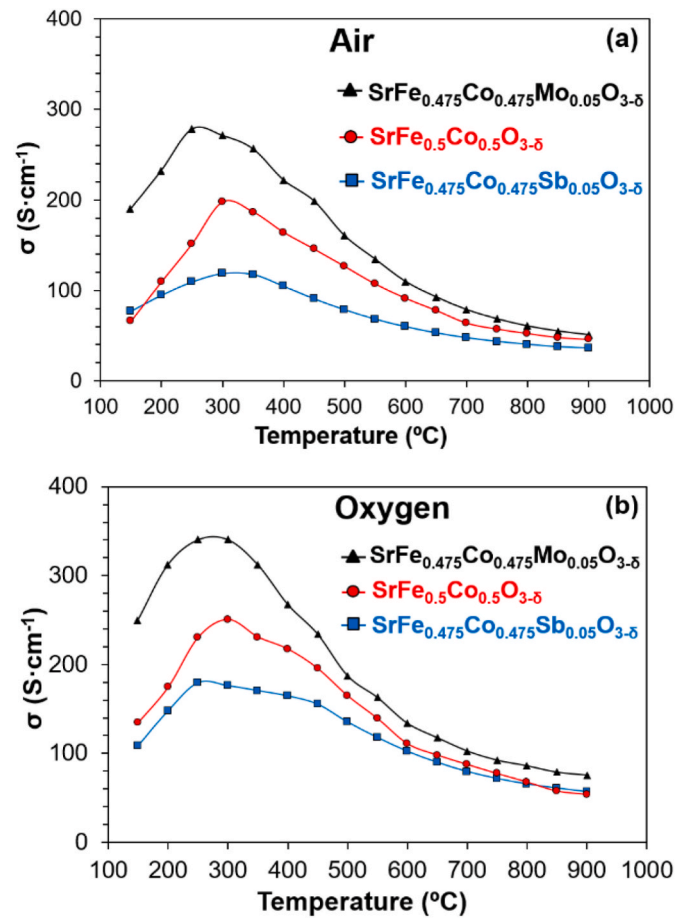 Air
(a)
SrFe0.475Co0.475Mo0.05O3-δ
SrFe0.5Co0.5O3-δ
SrFe0.475Co0.475Sb0.05O3-δ
σ (S·cm-1)
400
300
200
100
0
100 200 300 400 500 600 700 800 900 1000
Temperature (ºC)
Oxygen
(b)
SrFe0.475Co0.475Mo0.05O3-δ
SrFe0.5Co0.5O3-δ
SrFe0.475Co0.475Sb0.05O3-δ
σ (S·cm-1)
400
300
200
100
0
100 200 300 400 500 600 700 800 900 1000
Temperature (ºC)